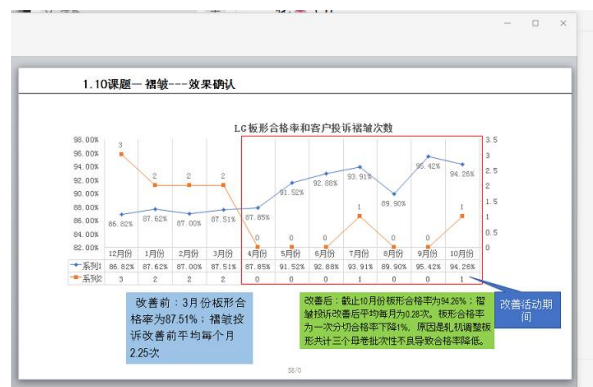 1.10课题一 褶皱---效果确认
LG板形合格率和客户投诉褶皱次数
98.00%
96.00%
94.00%
92.00%
90.00%
88.00%
86.00%
84.00%
82.00%
3.5
3
2.5
2
1.5
1
0.5
0
3
2
2
2
0
0
0
1
0
0
1
86.82%
87.62%
87.00%
87.51%
87.85%
91.52%
92.88%
93.91%
89.90%
95.42%
94.26%
12月份 1月份 2月份 3月份 4月份 5月份 6月份 7月份 8月份 9月份 10月份
系列1 86.82% 87.62% 87.00% 87.51% 87.85% 91.52% 92.88% 93.91% 89.90% 95.42% 94.26%
系列2 3 2 2 2 0 0 0 1 0 0 1
改善前：3月份板形合
格率为87.51%；褶皱投
诉改善前平均每个月
2.25次
改善后：截止10月份板形合格率为94.26%；褶
皱投诉改善后平均每月为0.28次。板形合格率
为一次分切合格率下降1%，原因是轧机调整板
形共计三个母卷批次性不良导致合格率降低。
改善活动期
间
58/0